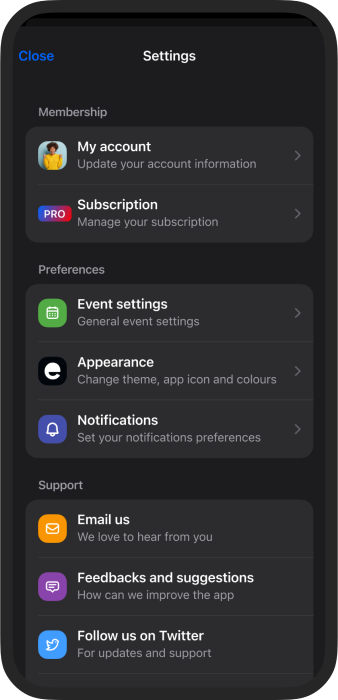 Close
Settings
Membership
My account
Update your account information
PRO
Subscription
Manage your subscription
Preferences
Event settings
General event settings
Appearance
Change theme, app icon and colours
Notifications
Set your notifications preferences
Support
Email us
We love to hear from you
Feedbacks and suggestions
How can we improve the app
Follow us on Twitter
For updates and support